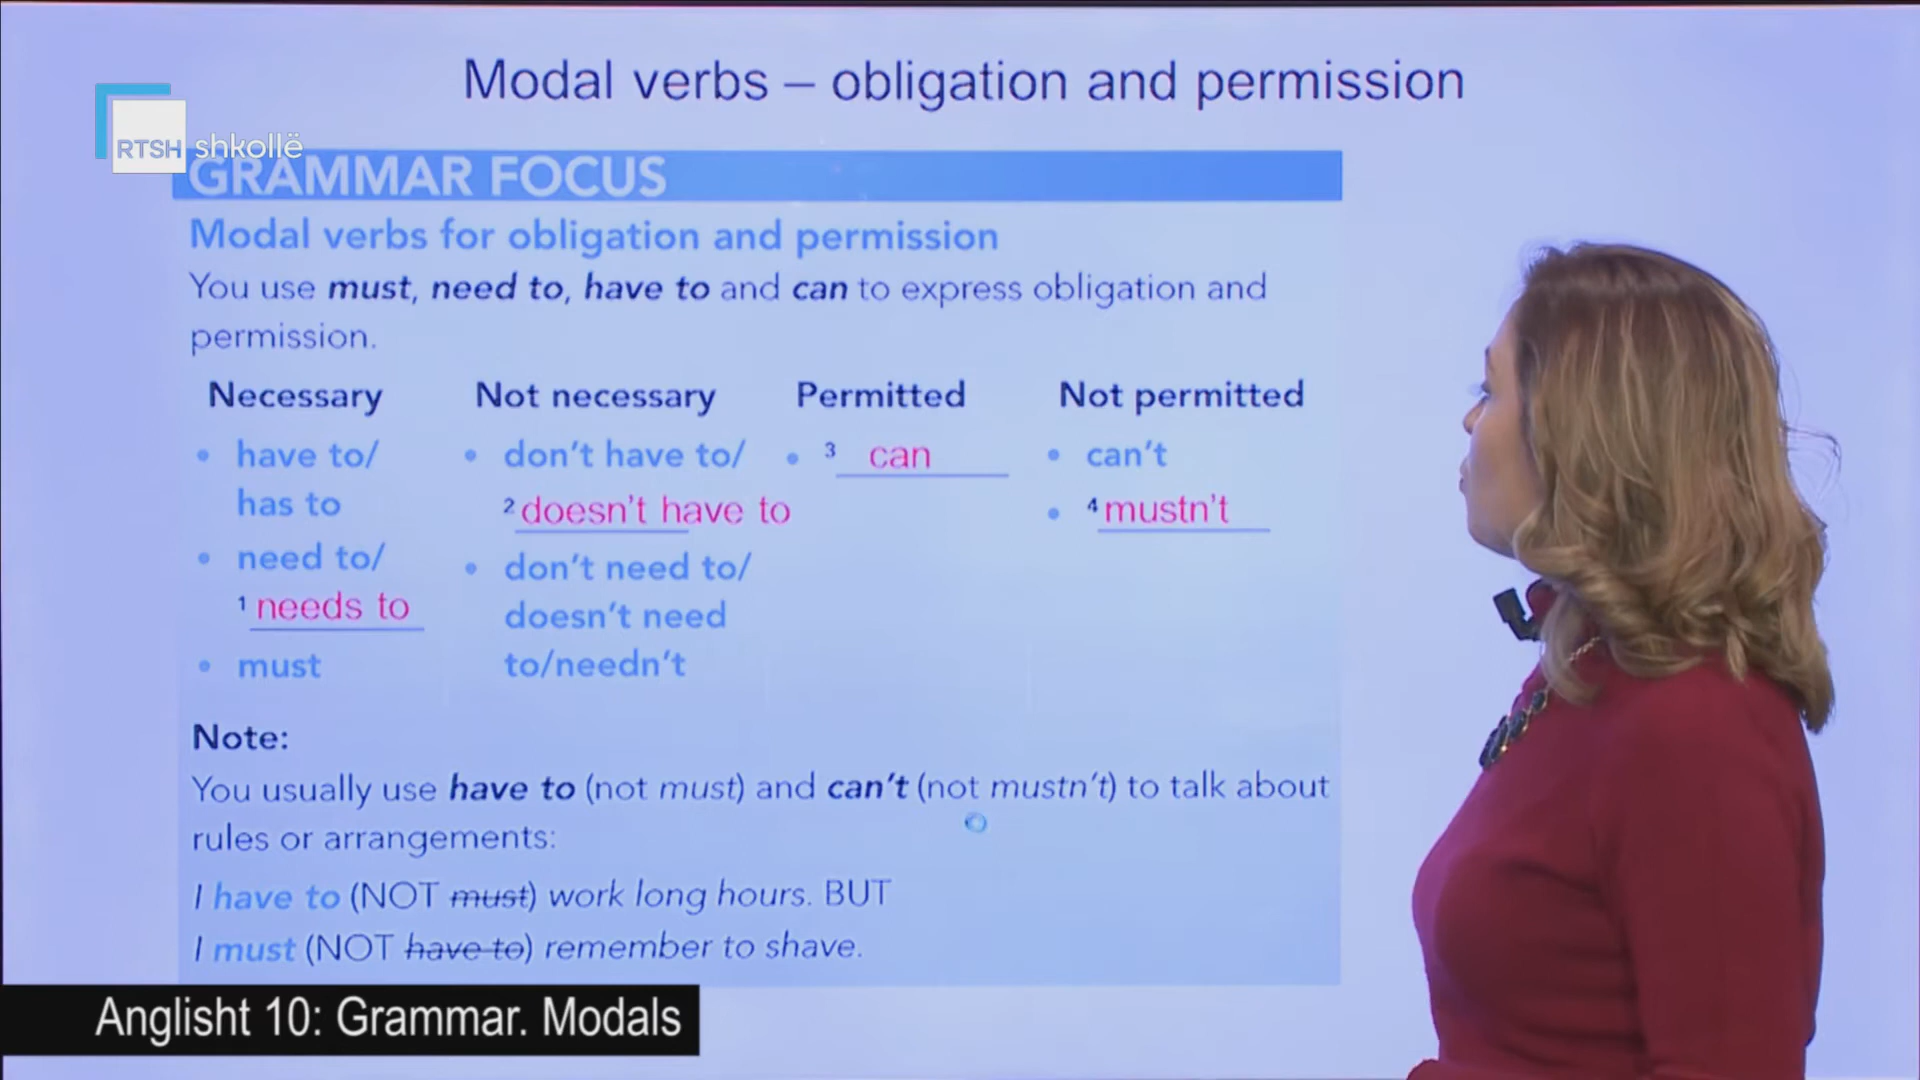 Modal verbs – obligation and permission
RTSH shkollë
GRAMMAR FOCUS
Modal verbs for obligation and permission
You use must, need to, have to and can to express obligation and
permission.
Necessary
• have to/
has to
• need to/
1 needs to
• must
Not necessary
• don't have to/
2 doesn't have to
• don't need to/
doesn't need
to/needn't
Permitted
• 3 can
Not permitted
• can't
• 4 mustn't
Note:
You usually use have to (not must) and can't (not mustn't) to talk about
rules or arrangements:
I have to (NOT must) work long hours. BUT
I must (NOT have to) remember to shave.
Anglisht 10: Grammar. Modals